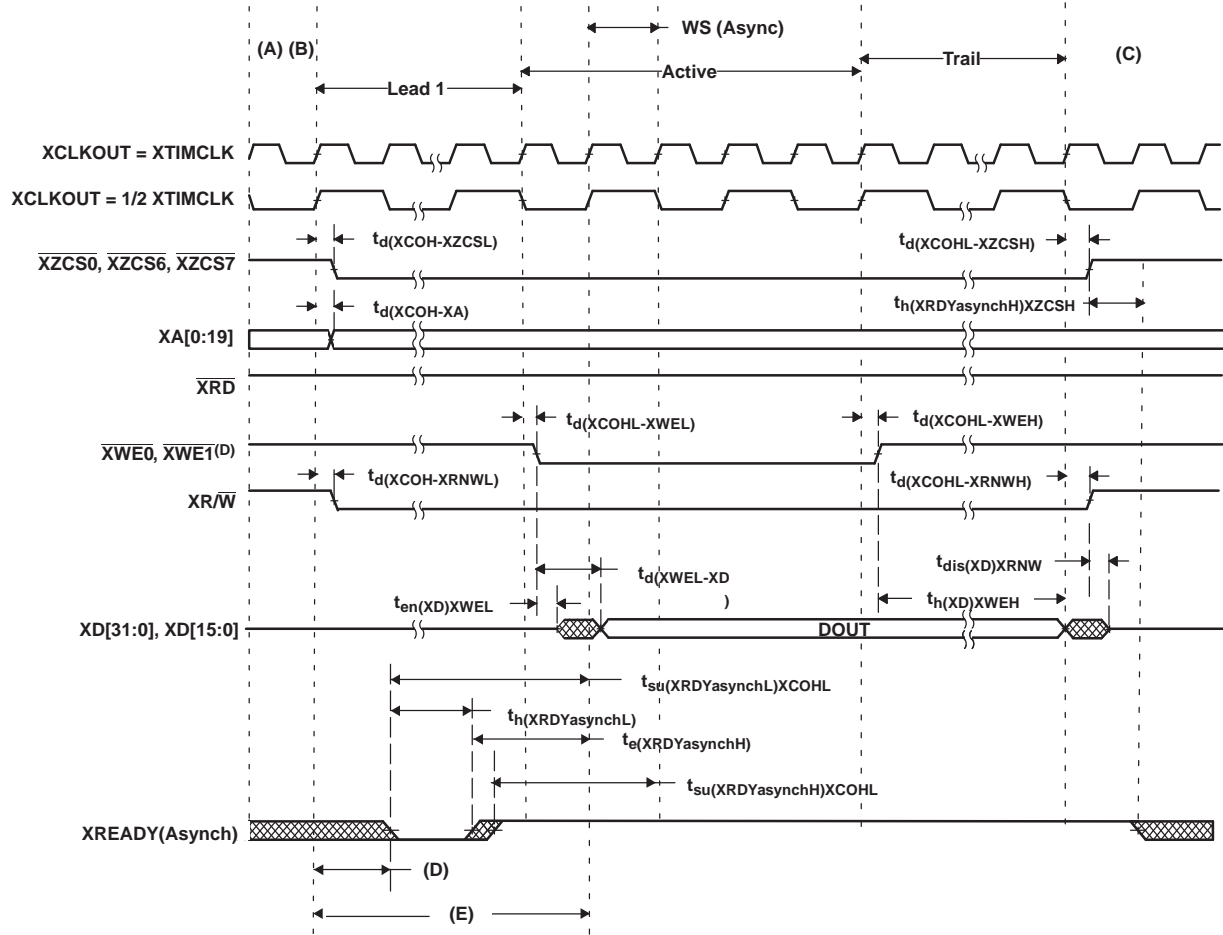 WS (Async)
(A) (B)
(C)
Trail
Active
Lead 1
XCLKOUT = XTIMCLK
XCLKOUT = 1/2 XTIMCLK
td(XCOH-XZCSL)
td(XCOHL-XZCSH)
XZCS0, XZCS6, XZCS7
td(XCOH-XA)
th(XRDYasynchH)XZCSH
XA[0:19]
XRD
td(XCOHL-XWEL)
td(XCOHL-XWEH)
XWE0, XWE1(D)
td(XCOH-XRNWL)
td(XCOHL-XRNWH)
XR/W
tdis(XD)XRNW
td(XWEL-XD
)
ten(XD)XWEL
th(XD)XWEH
XD[31:0], XD[15:0]
DOUT
tsu(XRDYasynchL)XCOHL
th(XRDYasynchL)
te(XRDYasynchH)
tsu(XRDYasynchH)XCOHL
XREADY(Asynch)
(D)
(E)